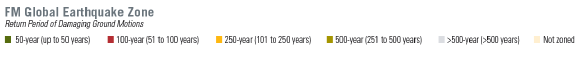 FM Global Earthquake Zone
Return Period of Damaging Ground Motions
50-year (up to 50 years) 100-year (51 to 100 years) 250-year (101 to 250 years) 500-year (251 to 500 years) >500-year (>500 years) Not zoned